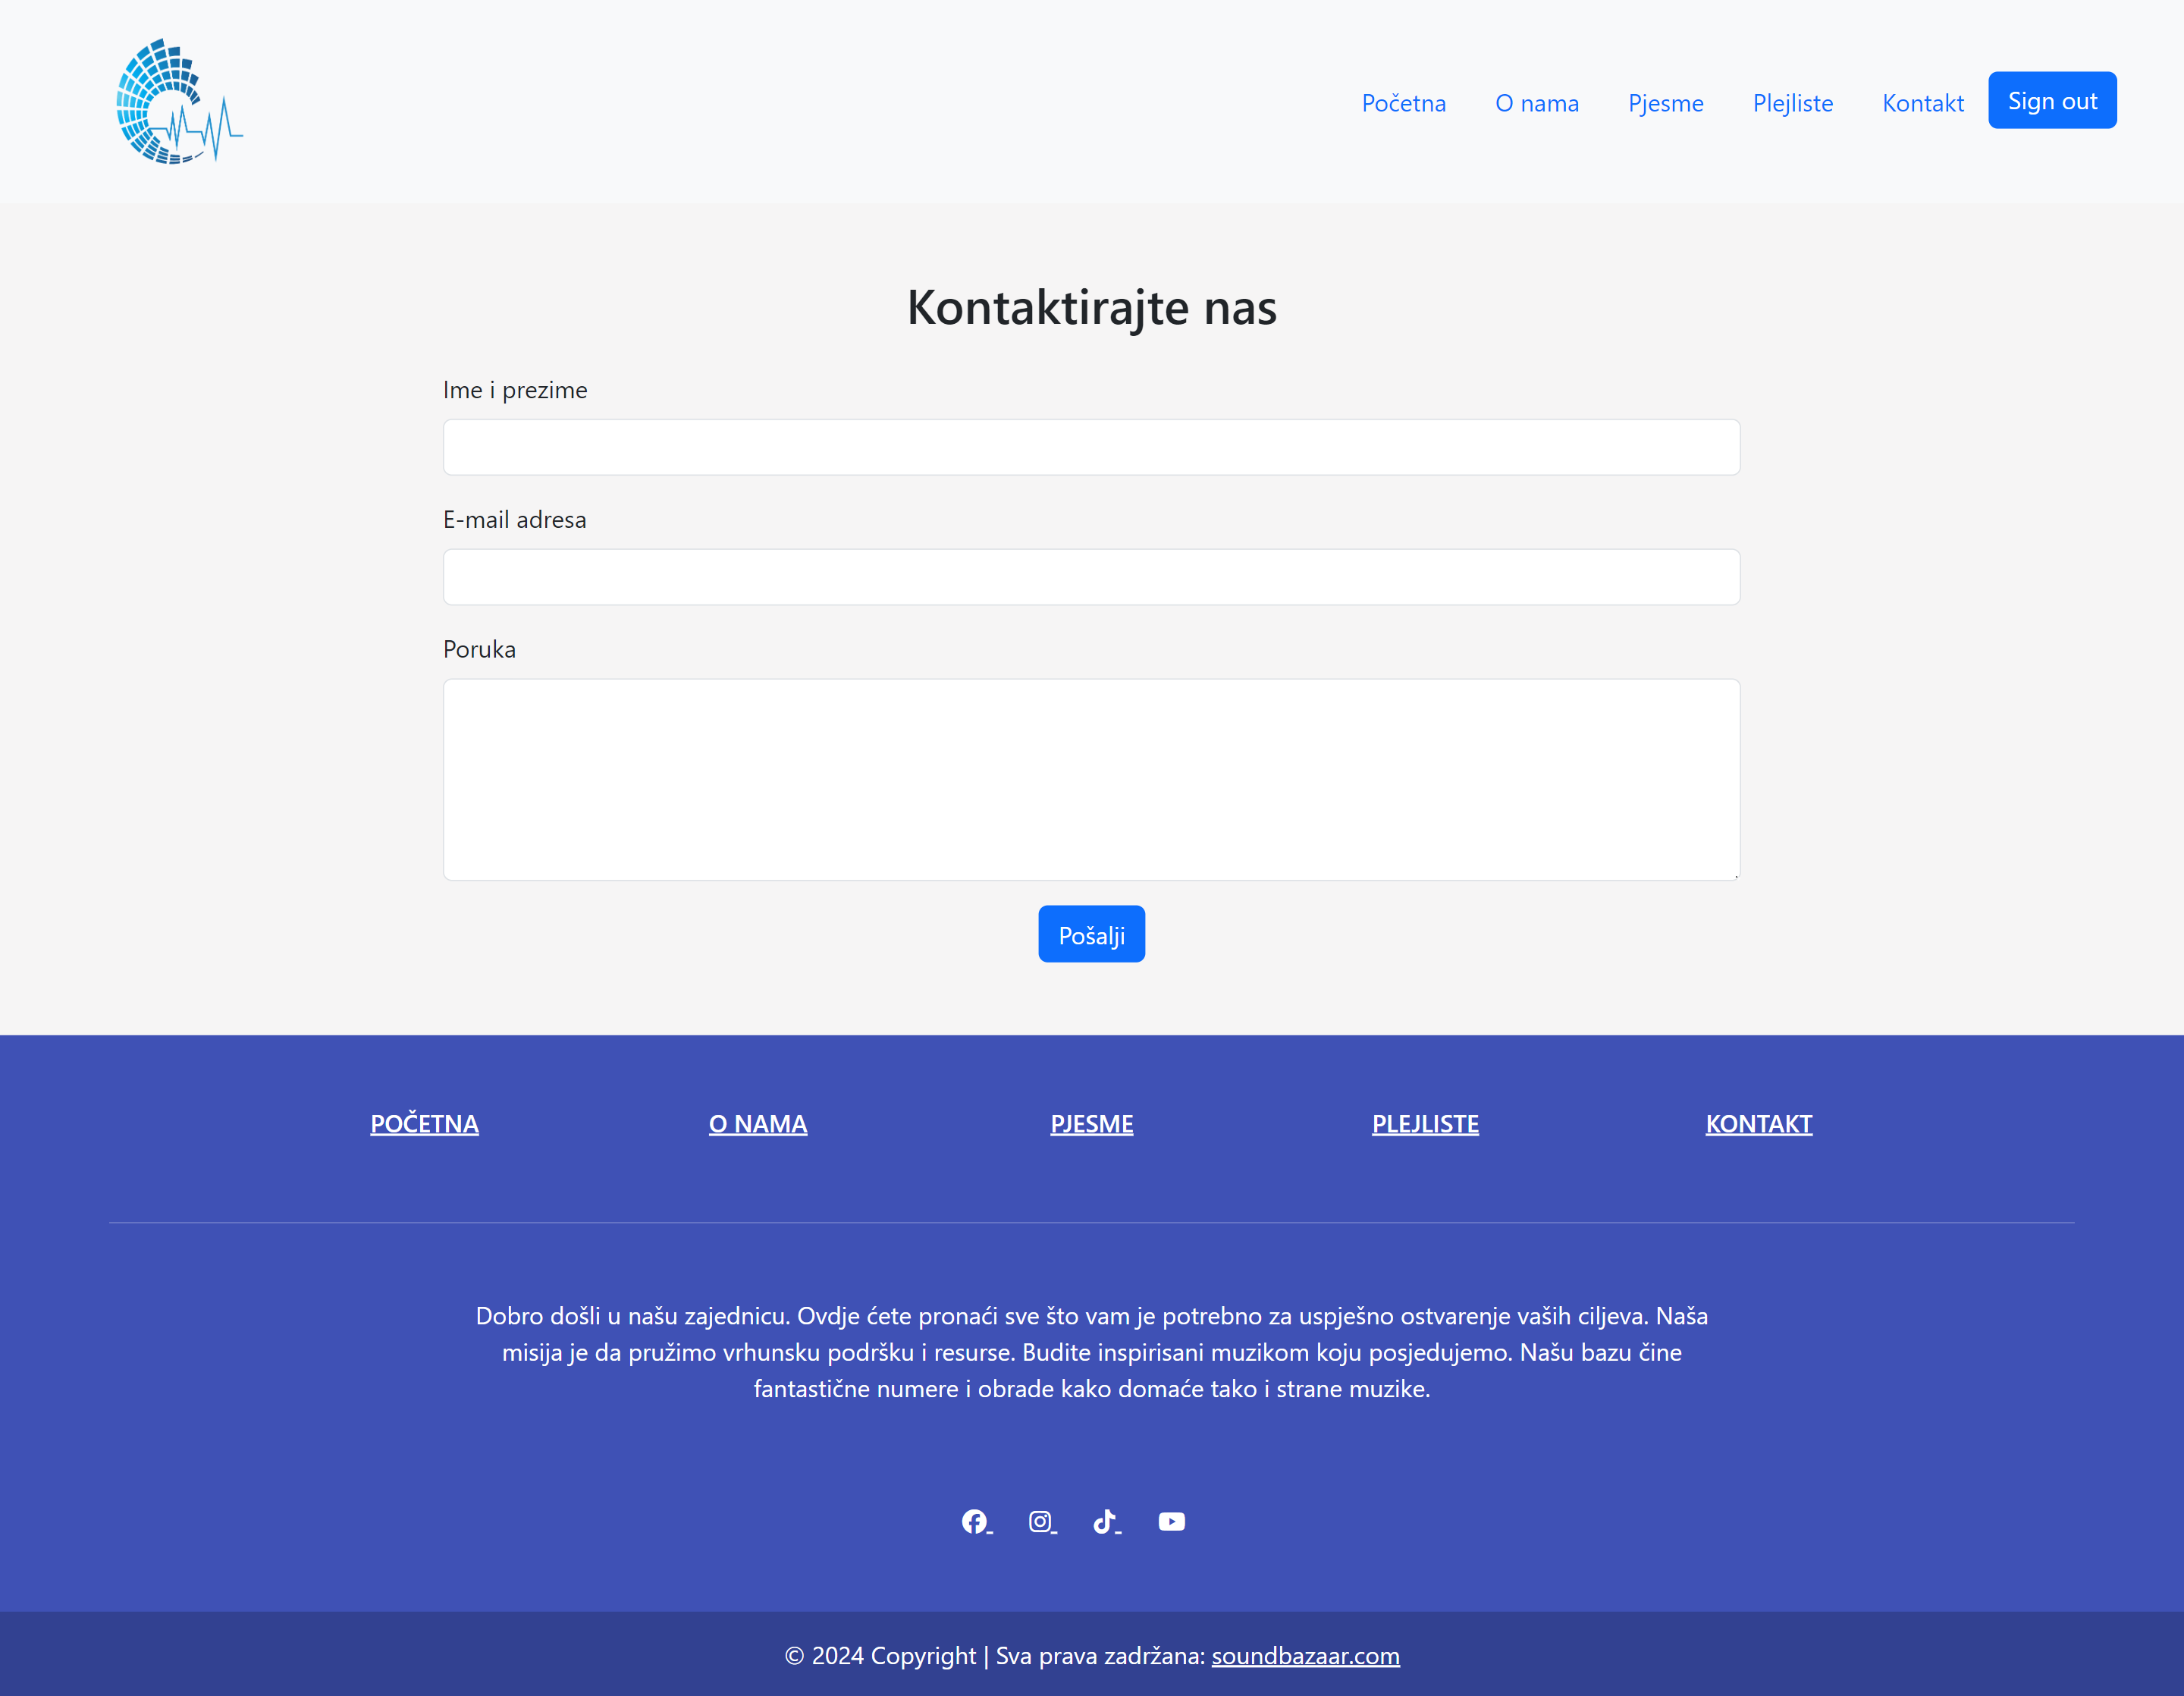 Početna O nama Pjesme Plejliste Kontakt Sign out
Kontaktirajte nas
Ime i prezime
E-mail adresa
Poruka
Pošalji
POČETNA O NAMA PJESME PLEJLISTE KONTAKT
Dobro došli u našu zajednicu. Ovdje ćete pronaći sve što vam je potrebno za uspješno ostvarenje vaših ciljeva. Naša
misija je da pružimo vrhunsku podršku i resurse. Budite inspirisani muzikom koju posjedujemo. Našu bazu čine
fantastične numere i obrade kako domaće tako i strane muzike.
© 2024 Copyright | Sva prava zadržana: soundbazaar.com